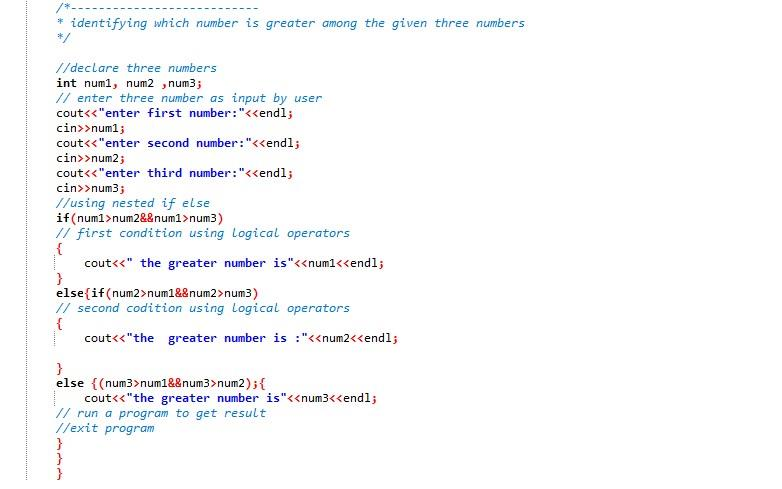 /*---------------------------
* identifying which number is greater among the given three numbers
*/
//declare three numbers
int num1, num2 ,num3;
// enter three number as input by user
cout<<"enter first number:"<<endl;
cin>>num1;
cout<<"enter second number:"<<endl;
cin>>num2;
cout<<"enter third number:"<<endl;
cin>>num3;
//using nested if else
if(num1>num2&&num1>num3)
// first condition using logical operators
{
cout<<" the greater number is"<<num1<<endl;
}
else{if(num2>num1&&num2>num3)
// second codition using logical operators
{
cout<<"the  greater number is :"<<num2<<endl;
}
else {(num3>num1&&num3>num2);{
cout<<"the greater number is"<<num3<<endl;
// run a program to get result
//exit program
}
}
}